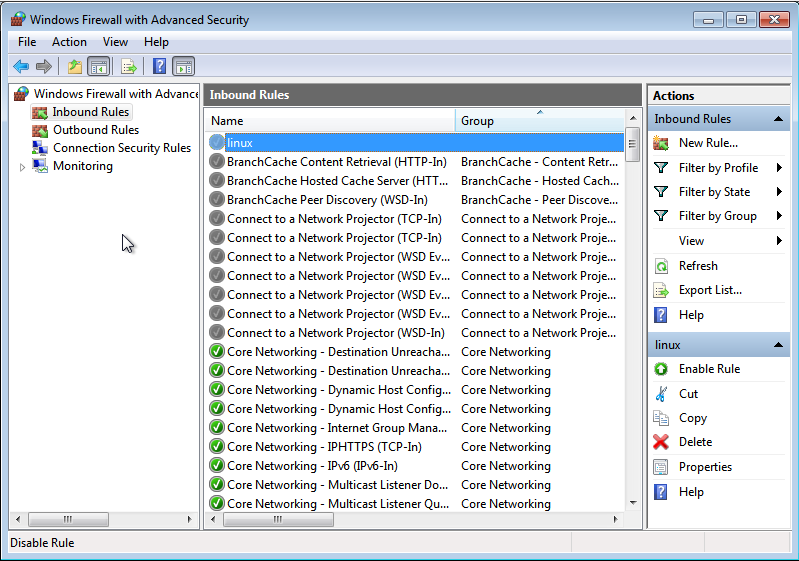 Windows Firewall with Advanced Security
File Action View Help
Windows Firewall with Advance
Inbound Rules
Outbound Rules
Connection Security Rules
Monitoring
Inbound Rules
Name Group
linux
BranchCache Content Retrieval (HTTP-In) BranchCache - Content Retr...
BranchCache Hosted Cache Server (HTT... BranchCache - Hosted Cach...
BranchCache Peer Discovery (WSD-In) BranchCache - Peer Discove...
Connect to a Network Projector (TCP-In) Connect to a Network Proje...
Connect to a Network Projector (TCP-In) Connect to a Network Proje...
Connect to a Network Projector (WSD Ev... Connect to a Network Proje...
Connect to a Network Projector (WSD Ev... Connect to a Network Proje...
Connect to a Network Projector (WSD Ev... Connect to a Network Proje...
Connect to a Network Projector (WSD Ev... Connect to a Network Proje...
Connect to a Network Projector (WSD-In) Connect to a Network Proje...
Core Networking - Destination Unreacha... Core Networking
Core Networking - Destination Unreacha... Core Networking
Core Networking - Dynamic Host Config... Core Networking
Core Networking - Dynamic Host Config... Core Networking
Core Networking - Internet Group Mana... Core Networking
Core Networking - IPHTTPS (TCP-In) Core Networking
Core Networking - IPv6 (IPv6-In) Core Networking
Core Networking - Multicast Listener Do... Core Networking
Core Networking - Multicast Listener Qu... Core Networking
Actions
Inbound Rules
New Rule...
Filter by Profile
Filter by State
Filter by Group
View
Refresh
Export List...
Help
linux
Enable Rule
Cut
Copy
Delete
Properties
Help
Disable Rule